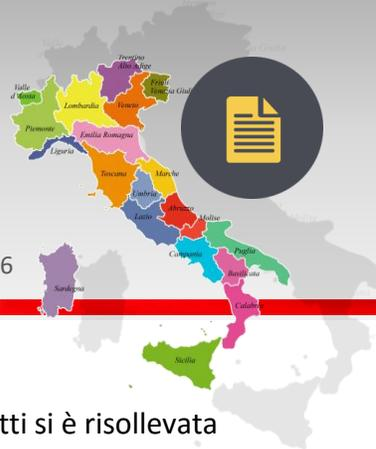 Trentino
Alto Adige
Friuli
Venezia Giuli
Valle
d'Aosta
Lombardia
Veneto
Piemonte
Emilia Romagna
Liguria
Toscana
Marche
Umbria
Abruzzo
Lazio
Molise
Campania
Puglia
Basilicata
6
Sardegna
Calabria
Sicilia
tti si è risollevata